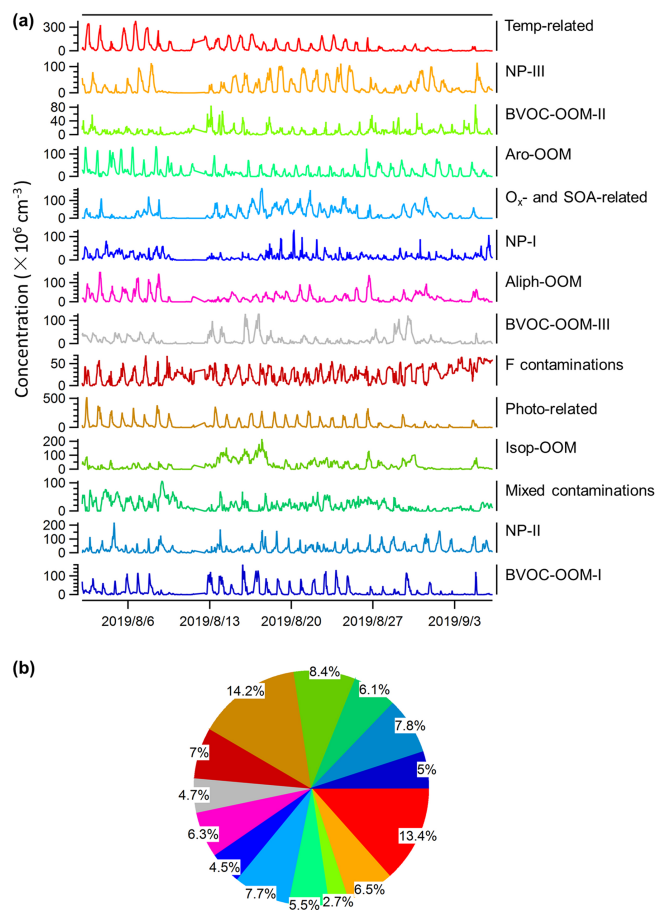 (a)
Concentration (×10⁶ cm⁻³)
300
0
Temp-related
100
0
NP-III
80
40
0
BVOC-OOM-II
100
0
Aro-OOM
100
0
Oₓ- and SOA-related
100
0
NP-I
100
0
Aliph-OOM
100
0
BVOC-OOM-III
50
0
F contaminations
500
0
Photo-related
200
100
0
Isop-OOM
100
0
Mixed contaminations
200
100
0
NP-II
100
0
BVOC-OOM-I
2019/8/6 2019/8/13 2019/8/20 2019/8/27 2019/9/3
(b)
8.4%
14.2%
6.1%
7.8%
7%
5%
4.7%
6.3%
13.4%
4.5%
6.5%
7.7%
5.5%
2.7%